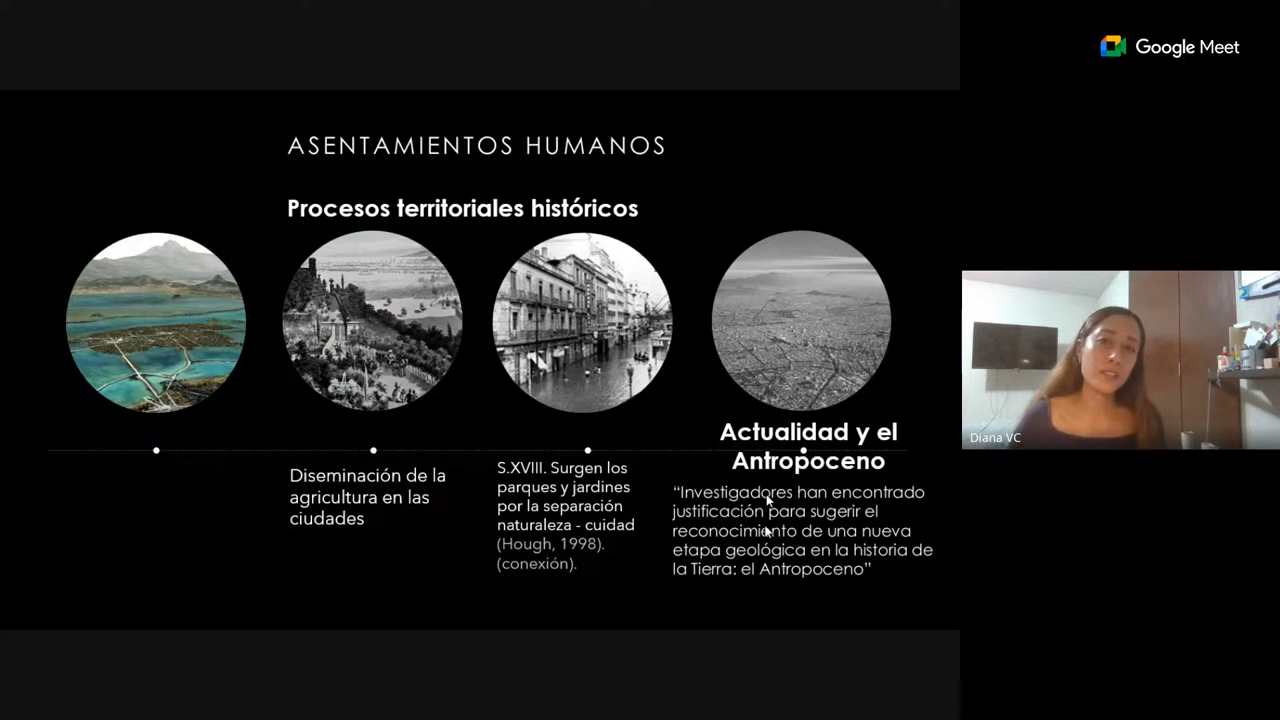 Google Meet
ASENTAMIENTOS HUMANOS
Procesos territoriales históricos
Diseminación de la
agricultura en las
ciudades
S.XVIII. Surgen los
parques y jardines
por la separación
naturaleza - cuidad
(Hough, 1998).
(conexión).
Actualidad y el
Antropoceno
“Investigadores han encontrado
justificación para sugerir el
reconocimiento de una nueva
etapa geológica en la historia de
la Tierra: el Antropoceno”
Diana VC